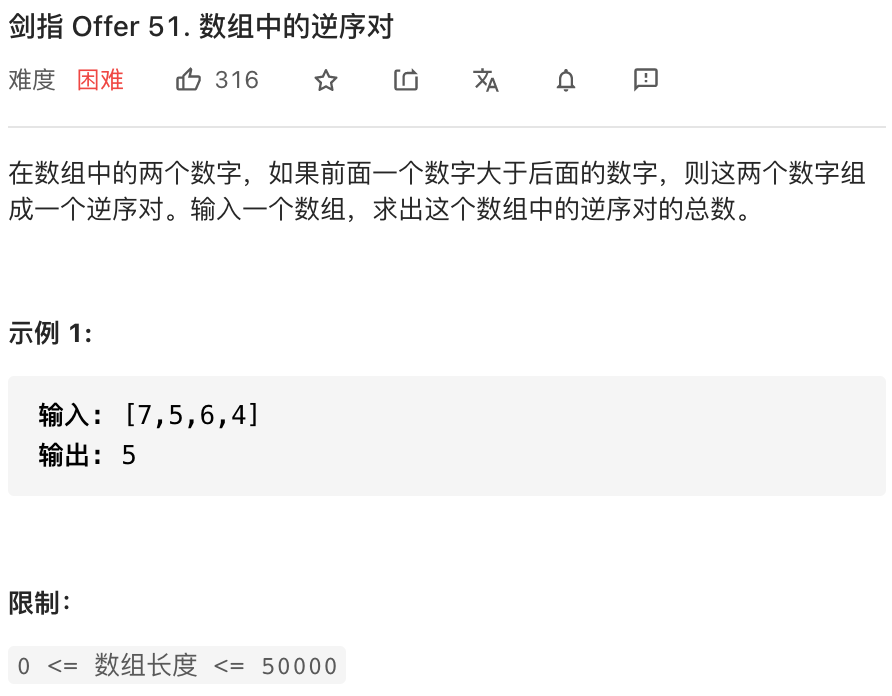 剑指 Offer 51. 数组中的逆序对
难度 困难 316
在数组中的两个数字，如果前面一个数字大于后面的数字，则这两个数字组
成一个逆序对。输入一个数组，求出这个数组中的逆序对的总数。
示例 1:
输入: [7,5,6,4]
输出: 5
限制：
0 <= 数组长度 <= 50000